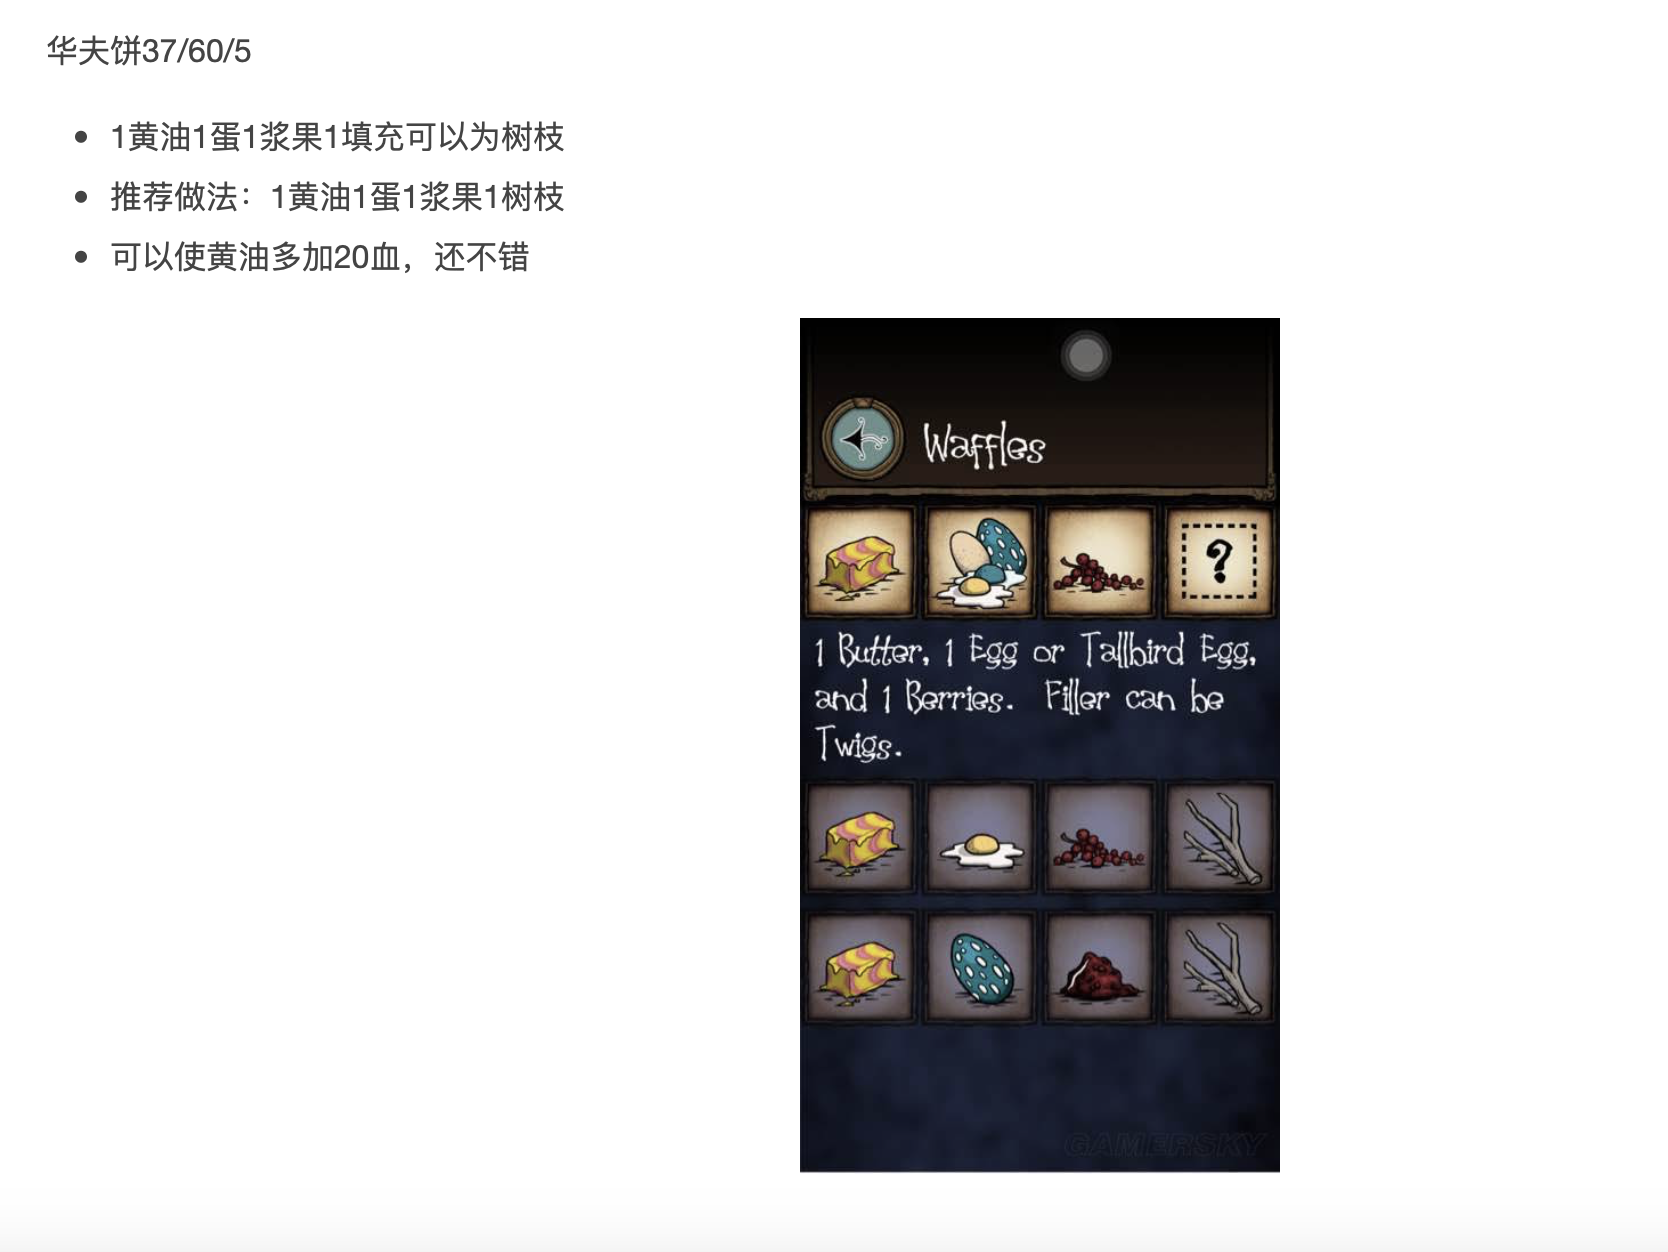 华夫饼37/60/5
1黄油1蛋1浆果1填充可以为树枝
推荐做法：1黄油1蛋1浆果1树枝
可以使黄油多加20血，还不错
Waffles
?
1 Butter, 1 Egg or Tallbird Egg,
and 1 Berries. Filler can be
Twigs.
GAMERSKY